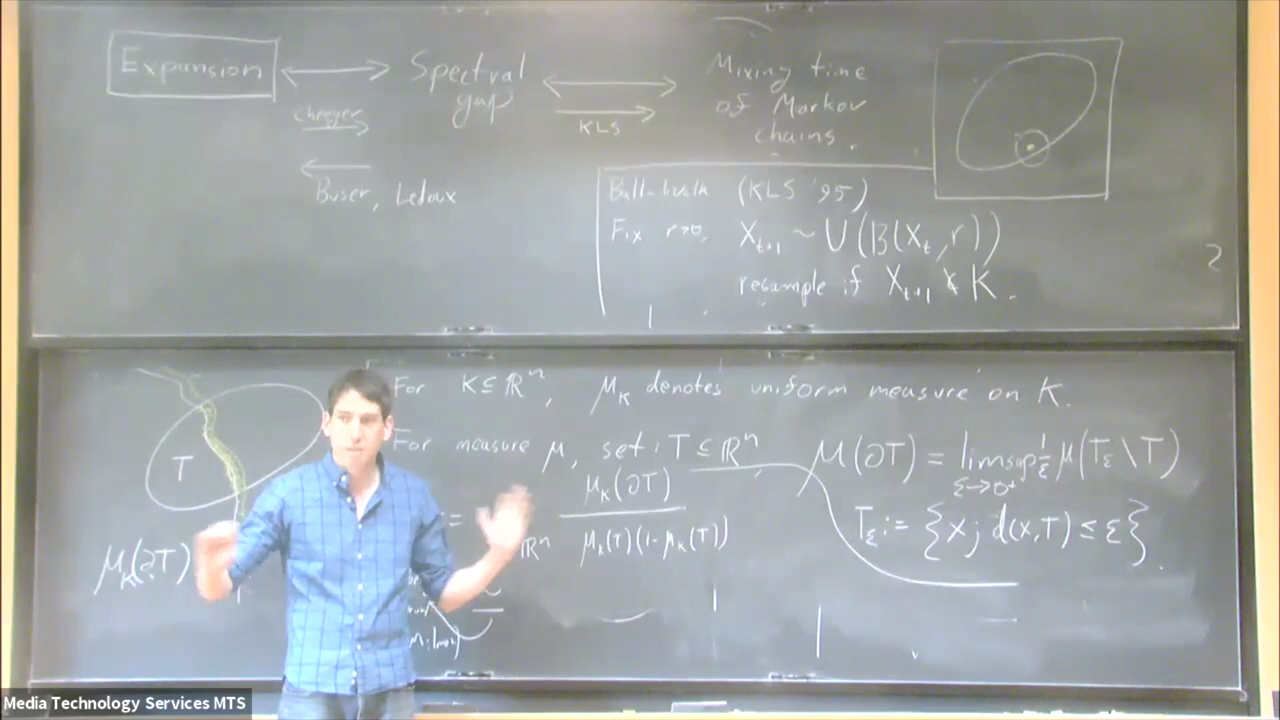 Expansion
Spectral
gap
Mixing time
of Markov
chains.
Cheeger
KLS
Buser, Ledoux
Ball-walk (KLS '95)
Fix r>0, X_{t+1} ~ U(B(X_t, r))
resample if X_{t+1} ∉ K.
2
For K ⊆ ℝ^n, μ_K denotes uniform measure on K.
For measure μ, set T ⊆ ℝ^n, μ(∂T) = limsup_{ε→0^+} 1/ε μ(T_ε \ T)
T
= μ_K(∂T) / μ_K(T)(1-μ_K(T))
ℝ^n
T_ε := {x; d(x,T) ≤ ε}.
μ_K(∂T)
Media Technology Services MTS